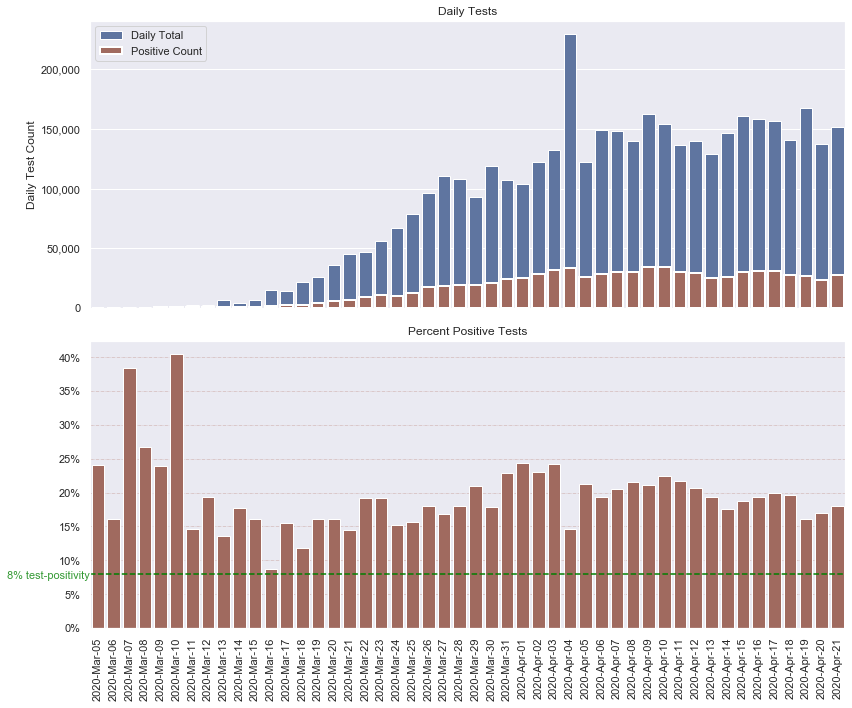 Daily Tests
Daily Total
Positive Count
Daily Test Count
200,000
150,000
100,000
50,000
0
Percent Positive Tests
40%
35%
30%
25%
20%
15%
10%
8% test-positivity
5%
0%
2020-Mar-05
2020-Mar-06
2020-Mar-07
2020-Mar-08
2020-Mar-09
2020-Mar-10
2020-Mar-11
2020-Mar-12
2020-Mar-13
2020-Mar-14
2020-Mar-15
2020-Mar-16
2020-Mar-17
2020-Mar-18
2020-Mar-19
2020-Mar-20
2020-Mar-21
2020-Mar-22
2020-Mar-23
2020-Mar-24
2020-Mar-25
2020-Mar-26
2020-Mar-27
2020-Mar-28
2020-Mar-29
2020-Mar-30
2020-Mar-31
2020-Apr-01
2020-Apr-02
2020-Apr-03
2020-Apr-04
2020-Apr-05
2020-Apr-06
2020-Apr-07
2020-Apr-08
2020-Apr-09
2020-Apr-10
2020-Apr-11
2020-Apr-12
2020-Apr-13
2020-Apr-14
2020-Apr-15
2020-Apr-16
2020-Apr-17
2020-Apr-18
2020-Apr-19
2020-Apr-20
2020-Apr-21